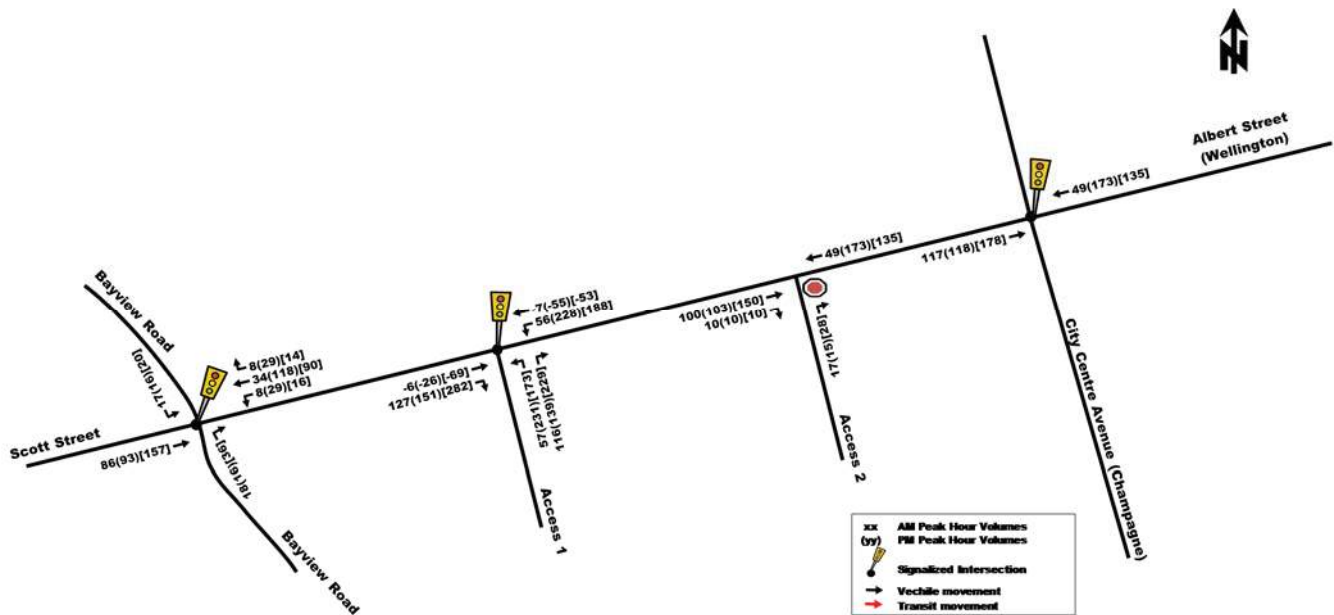 N
Albert Street
(Wellington)
49(173)[135]
49(173)[135]
117(118)[178]
Bayview Road
-7(-55)[-53]
56(228)[188]
100(103)[150]
10(10)[10]
17(15)[28]
City Centre Avenue (Champagne)
8(29)[14]
34(118)[90]
8(29)[16]
17(16)[20]
-6(-26)[-69]
127(151)[282]
57(231)[173]
116(139)[229]
Scott Street
86(93)[157]
18(16)[36]
Access 2
Access 1
Bayview Road
xx AM Peak Hour Volumes
(yy) PM Peak Hour Volumes
Signalized Intersection
Vechile movement
Transit movement